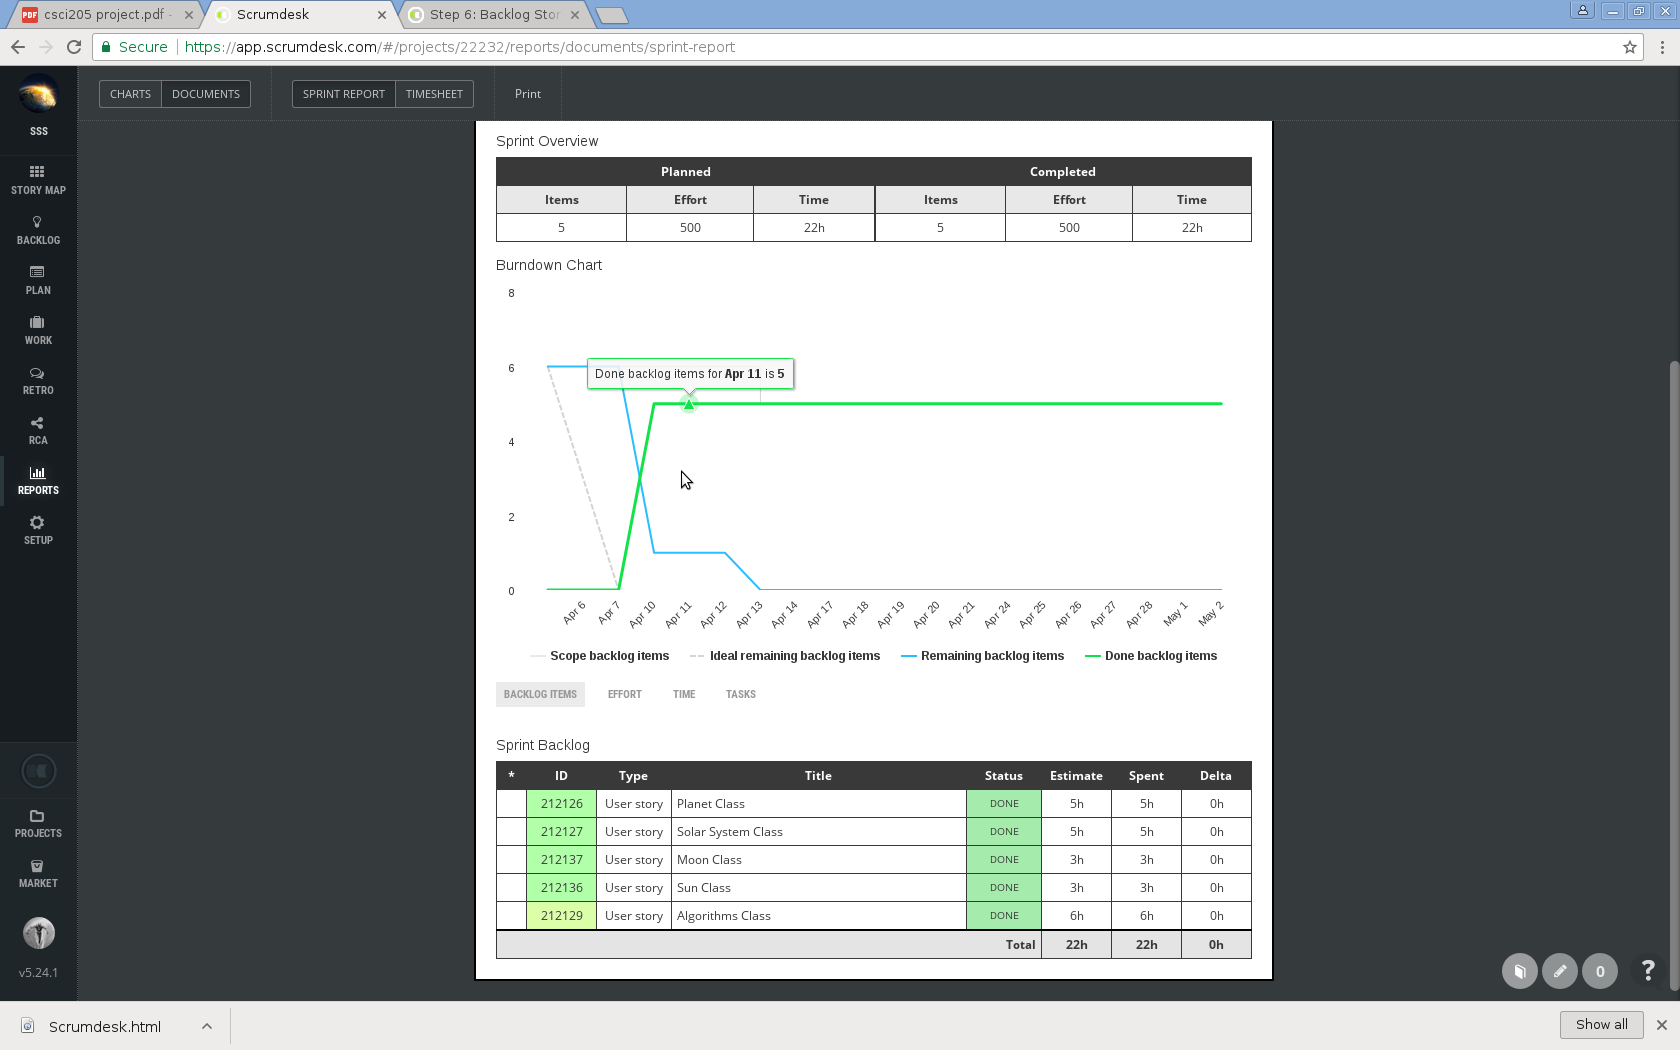 csci205 project.pdf -
Scrumdesk
Step 6: Backlog Stor
Secure https://app.scrumdesk.com/#/projects/22232/reports/documents/sprint-report
SSS
STORY MAP
BACKLOG
PLAN
WORK
RETRO
RCA
REPORTS
SETUP
PROJECTS
MARKET
v5.24.1
CHARTS DOCUMENTS SPRINT REPORT TIMESHEET Print
Sprint Overview
Planned Completed
Items Effort Time Items Effort Time
5 500 22h 5 500 22h
Burndown Chart
8
6
4
2
0
Done backlog items for Apr 11 is 5
Apr 6 Apr 7 Apr 10 Apr 11 Apr 12 Apr 13 Apr 14 Apr 17 Apr 18 Apr 19 Apr 20 Apr 21 Apr 24 Apr 25 Apr 26 Apr 27 Apr 28 May 1 May 2
Scope backlog items Ideal remaining backlog items Remaining backlog items Done backlog items
BACKLOG ITEMS EFFORT TIME TASKS
Sprint Backlog
* ID Type Title Status Estimate Spent Delta
212126 User story Planet Class DONE 5h 5h 0h
212127 User story Solar System Class DONE 5h 5h 0h
212137 User story Moon Class DONE 3h 3h 0h
212136 User story Sun Class DONE 3h 3h 0h
212129 User story Algorithms Class DONE 6h 6h 0h
Total 22h 22h 0h
0 ?
Scrumdesk.html
Show all
PDF